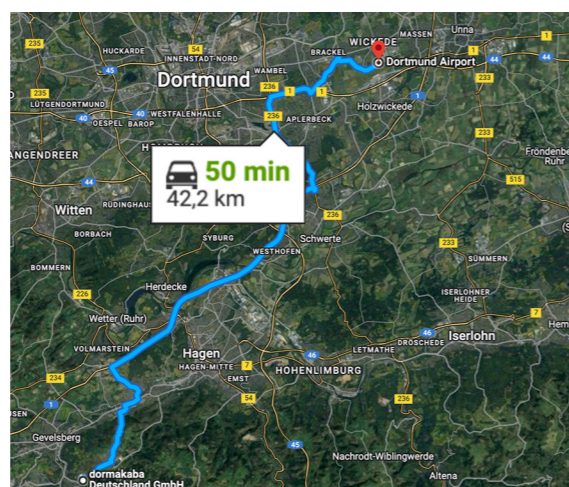 WICKEDE
MASSEN
Unna
HUCKARDE
54
BRACKEL
235
INNENSTADT-NORD
1
Dortmund Airport
44
44
45
Dortmund
WAMBEL
233
236
1
1
1
LÜTGENDORTMUND
WESTFALENHALLE
Holzwickede
40
OESPEL
BAROP
40
236
APLERBECK
233
50 min
42,2 km
Fröndenberg
Ruhr)
44
515
RÜDINGHAUSEN
Witten
236
BORBACH
SYBURG
Schwerte
WESTHOFEN
SÜMMERN
BOMMERN
Herdecke
ISERLOHNER
HEIDE
226
Wetter (Ruhr)
7
46
Iserlohn
VOLMARSTEIN
DRÖSCHEDE
Hagen
46
LETMATHE
HAGEN-MITTE
7
HOHENLIMBURG
234
EMST
54
236
1
Gevelsberg
45
Nachrodt-Wiblingwerde
Altena
dormakaba
Deutschland GmbH